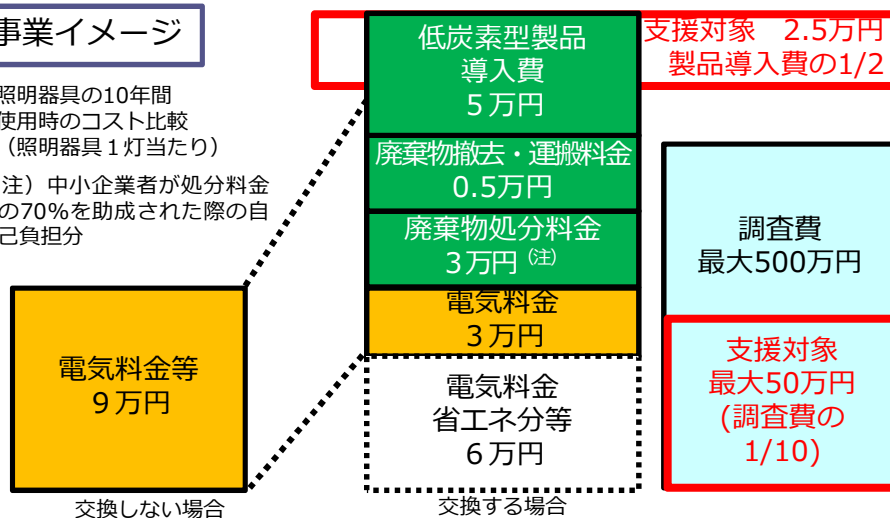 事業イメージ
照明器具の10年間
使用時のコスト比較
（照明器具１灯当たり）
注）中小企業者が処分料金
の70％を助成された際の自
己負担分
電気料金等
９万円
交換しない場合
低炭素型製品
導入費
５万円
廃棄物撤去・運搬料金
0.5万円
廃棄物処分料金
３万円（注）
電気料金
３万円
電気料金
省エネ分等
６万円
交換する場合
支援対象　2.5万円
製品導入費の1/2
調査費
最大500万円
支援対象
最大50万円
(調査費の
1/10)